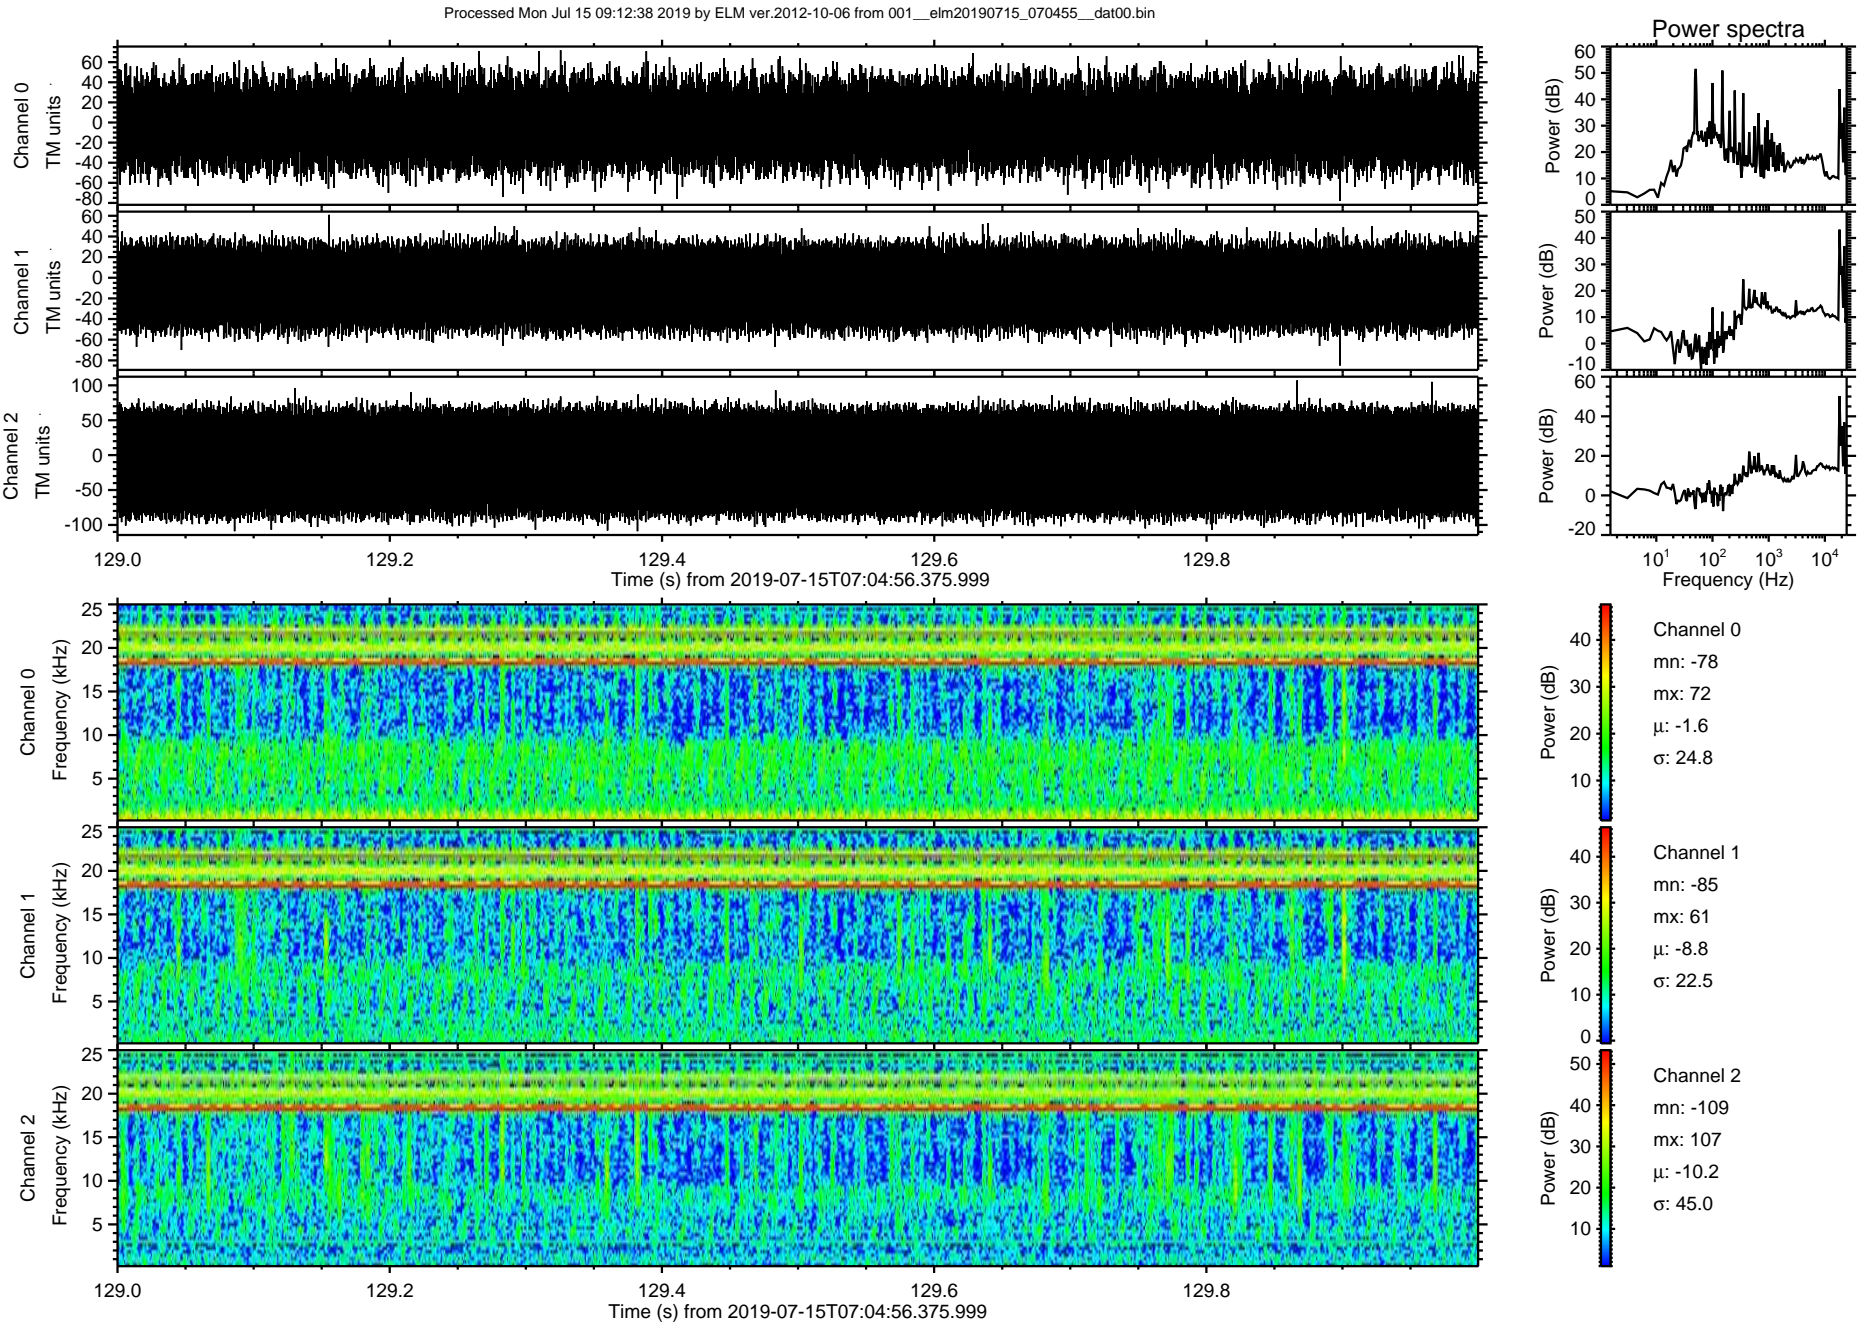 Processed Mon Jul 15 09:12:38 2019 by ELM ver.2012-10-06 from 001__elm20190715_070455__dat00.bin
Power spectra
Channel 0
TM units
60
40
20
0
-20
-40
-60
-80
Power (dB)
60
50
40
30
20
10
0
Channel 1
TM units
60
40
20
0
-20
-40
-60
-80
Power (dB)
50
40
30
20
10
0
-10
Channel 2
TM units
100
50
0
-50
-100
Power (dB)
60
40
20
0
-20
129.0 129.2 129.4 129.6 129.8
Time (s) from 2019-07-15T07:04:56.375.999
10¹ 10² 10³ 10⁴
Frequency (Hz)
Channel 0
Frequency (kHz)
25
20
15
10
5
Power (dB)
40
30
20
10
Channel 0
mn: -78
mx: 72
µ: -1.6
σ: 24.8
Channel 1
Frequency (kHz)
25
20
15
10
5
Power (dB)
40
30
20
10
0
Channel 1
mn: -85
mx: 61
µ: -8.8
σ: 22.5
Channel 2
Frequency (kHz)
25
20
15
10
5
Power (dB)
50
40
30
20
10
Channel 2
mn: -109
mx: 107
µ: -10.2
σ: 45.0
129.0 129.2 129.4 129.6 129.8
Time (s) from 2019-07-15T07:04:56.375.999